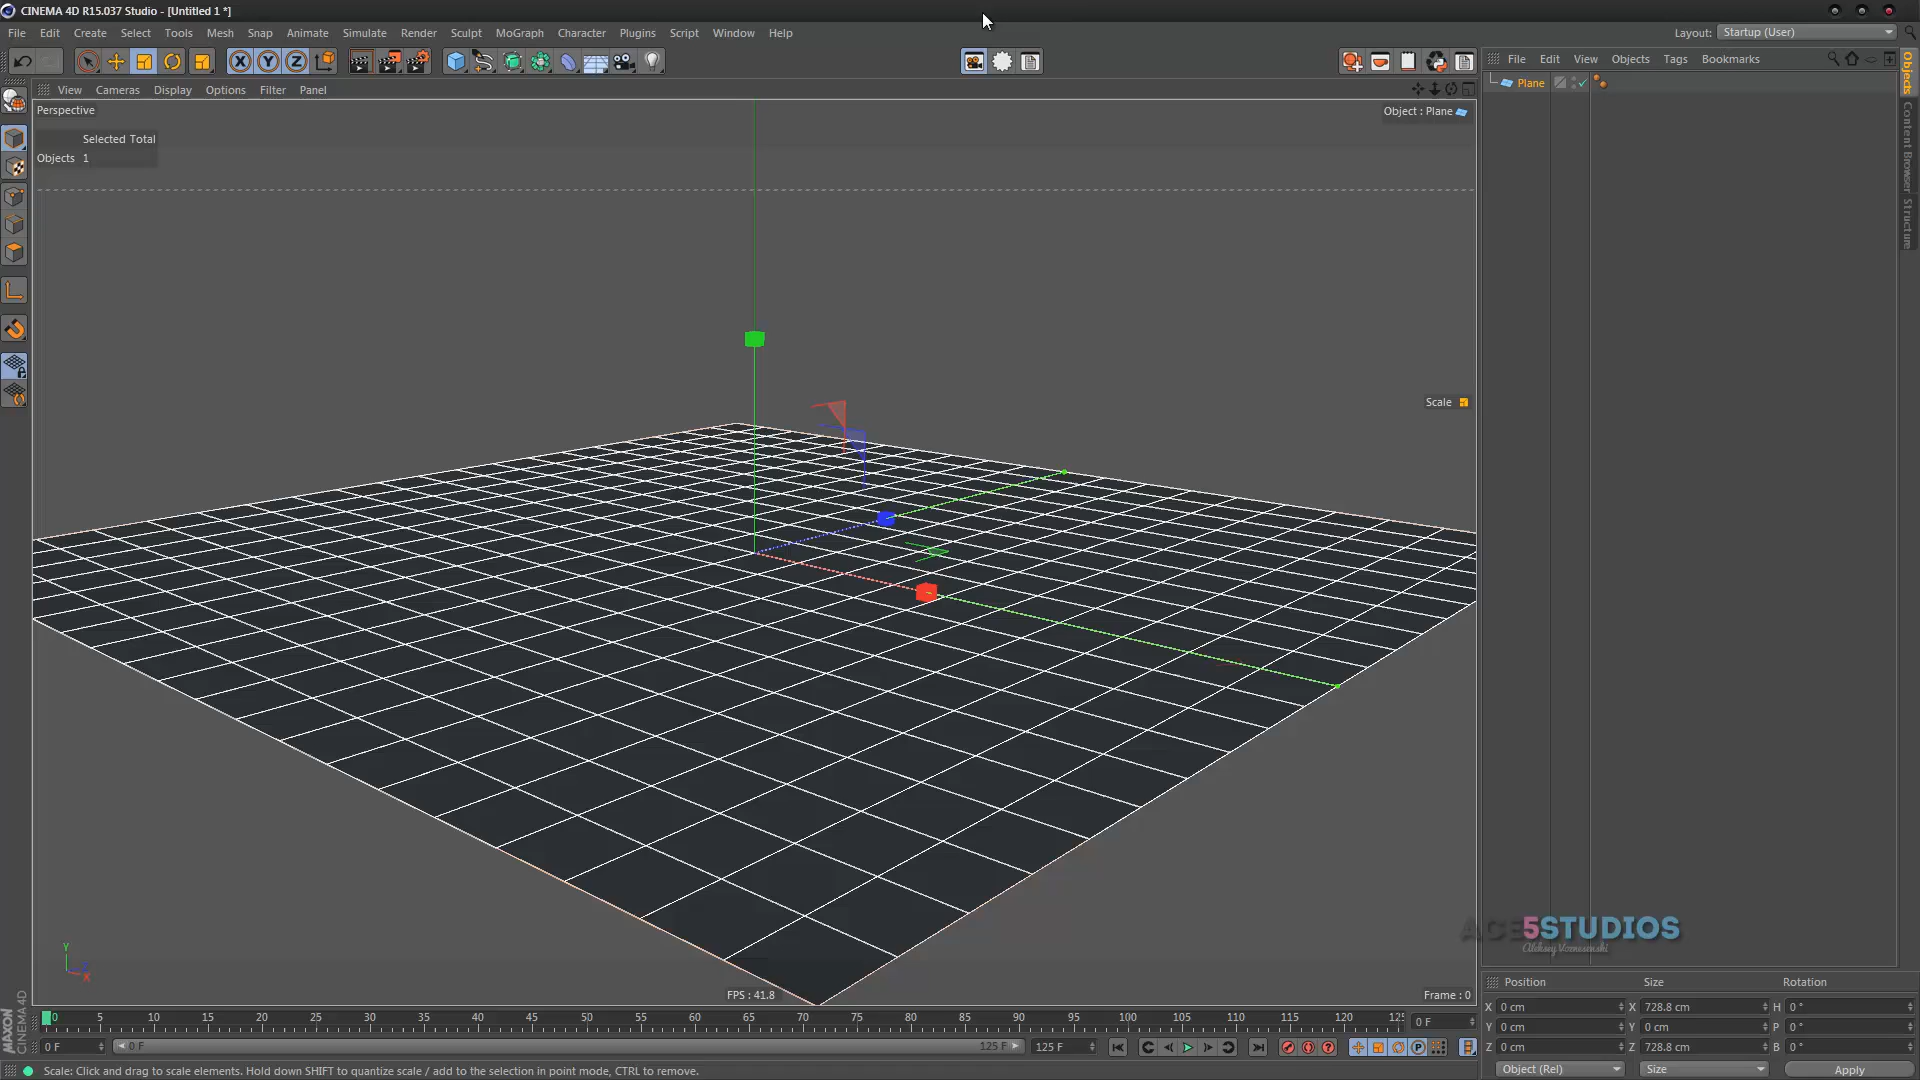 CINEMA 4D R15.037 Studio - [Untitled 1 *]
File Edit Create Select Tools Mesh Snap Animate Simulate Render Sculpt MoGraph Character Plugins Script Window Help
Layout: Startup (User)
X Y Z
File Edit View Objects Tags Bookmarks
View Cameras Display Options Filter Panel
Plane
Perspective
Object : Plane
Selected Total
Objects 1
Scale
Objects
Content Browser
Structure
ACE5STUDIOS
Aleksey Voznesenski
Y
Z
X
FPS : 41.8
Frame : 0
MAXON
CINEMA 4D
0 5 10 15 20 25 30 35 40 45 50 55 60 65 70 75 80 85 90 95 100 105 110 115 120 125
0 F
0 F
0 F
125 F
125 F
P
Position Size Rotation
X 0 cm X 728.8 cm H 0 °
Y 0 cm Y 0 cm P 0 °
Z 0 cm Z 728.8 cm B 0 °
Object (Rel) Size Apply
Scale: Click and drag to scale elements. Hold down SHIFT to quantize scale / add to the selection in point mode, CTRL to remove.